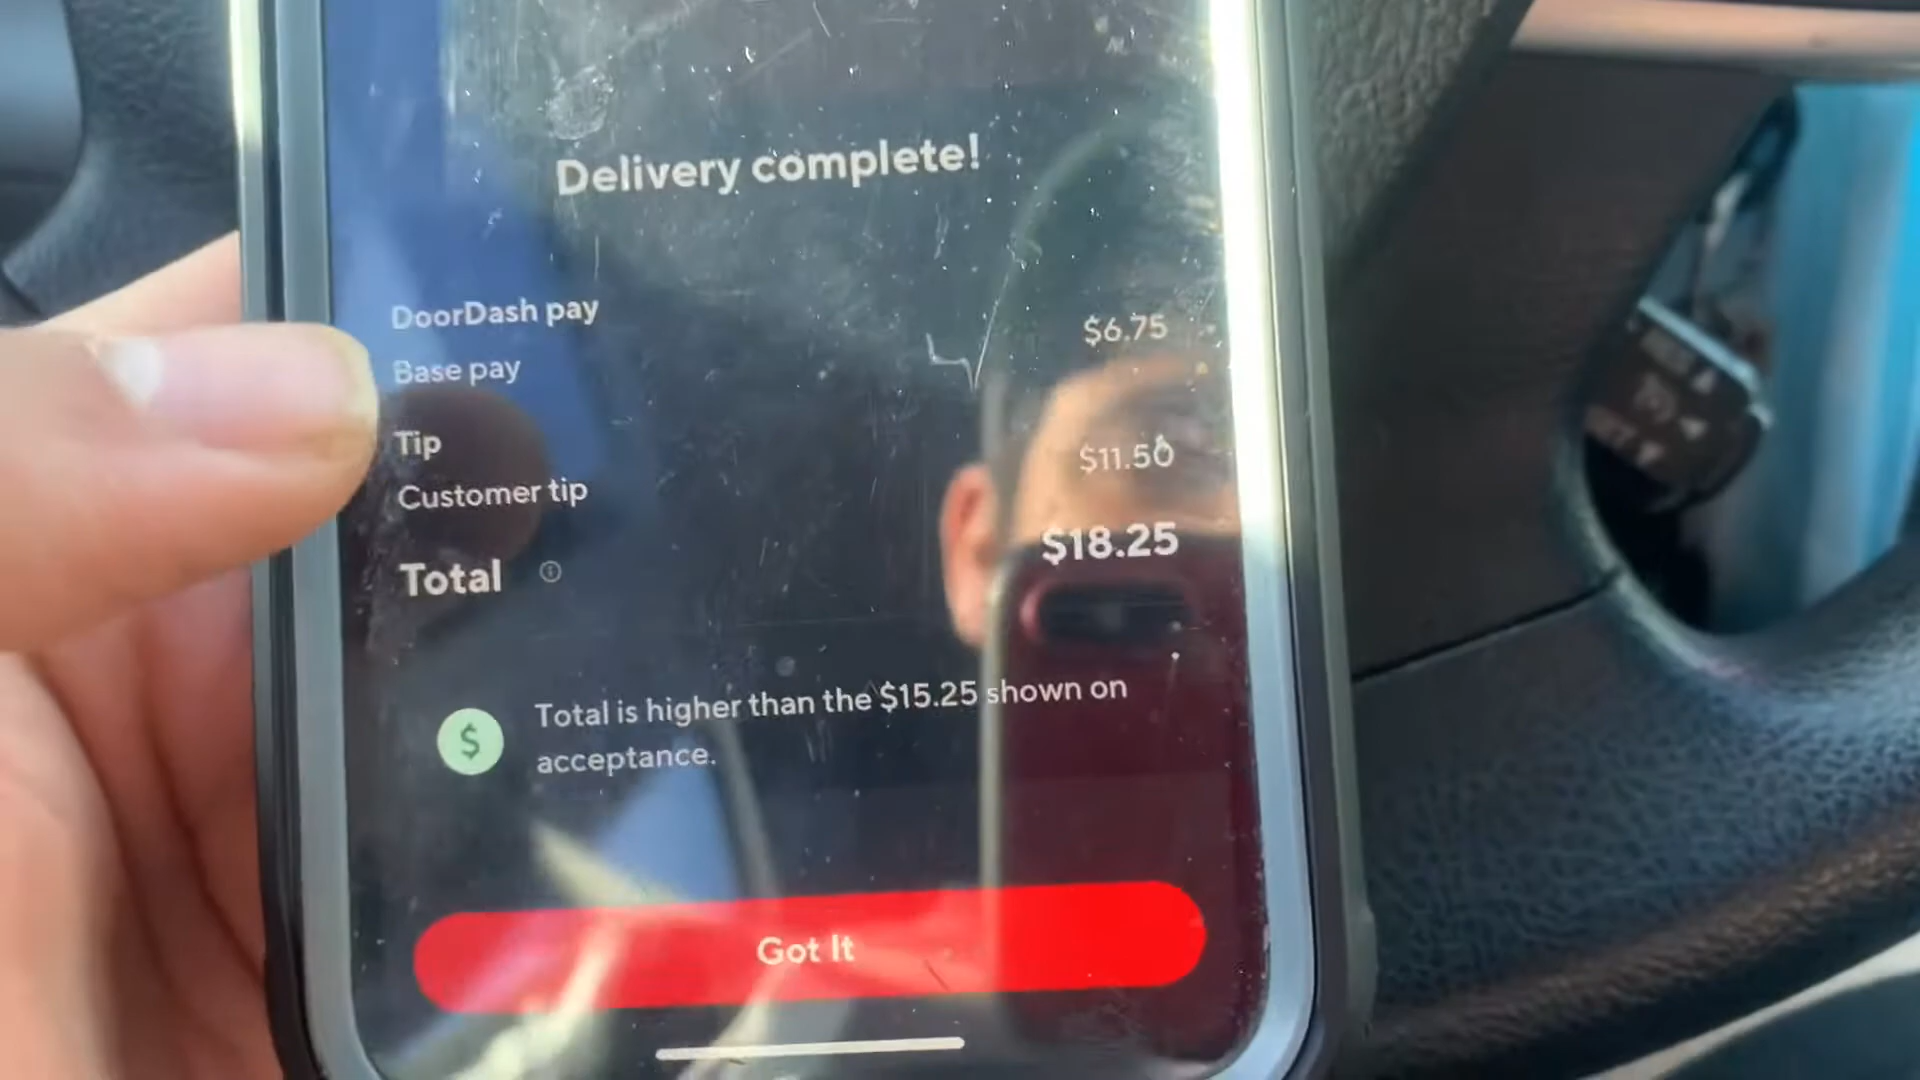 Delivery complete!
DoorDash pay
Base pay $6.75
Tip
Customer tip $11.50
Total $18.25
$ Total is higher than the $15.25 shown on
acceptance.
Got It